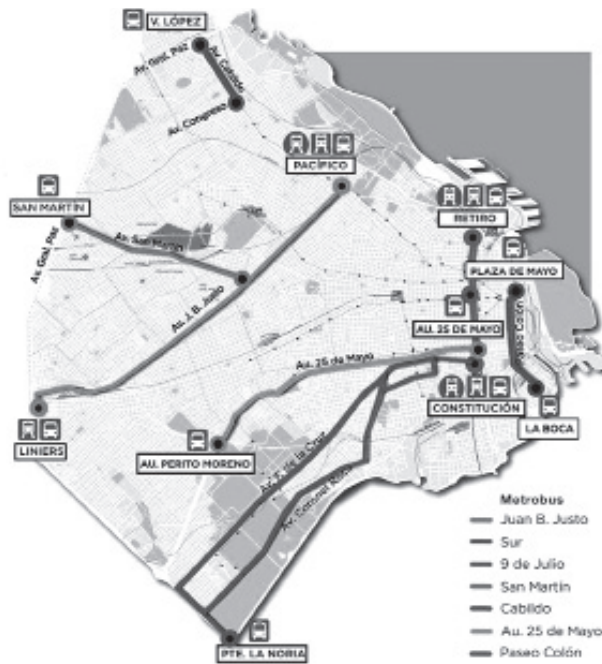 V. LÓPEZ
Av. Gral. Paz
Av. Cabildo
Av. Congreso
PACÍFICO
SAN MARTÍN
RETIRO
Av. San Martín
Av. Gral. Paz
PLAZA DE MAYO
Av. J. B. Justo
AU. 25 DE MAYO
Paseo Colón
Av. 25 de Mayo
CONSTITUCIÓN
LINIERS
AU. PERITO MORENO
LA BOCA
Av. F. de la Cruz
Av. Coronel Roca
Metrobus
Juan B. Justo
Sur
9 de Julio
San Martín
Cabildo
Au. 25 de Mayo
Paseo Colón
PTE. LA NORIA